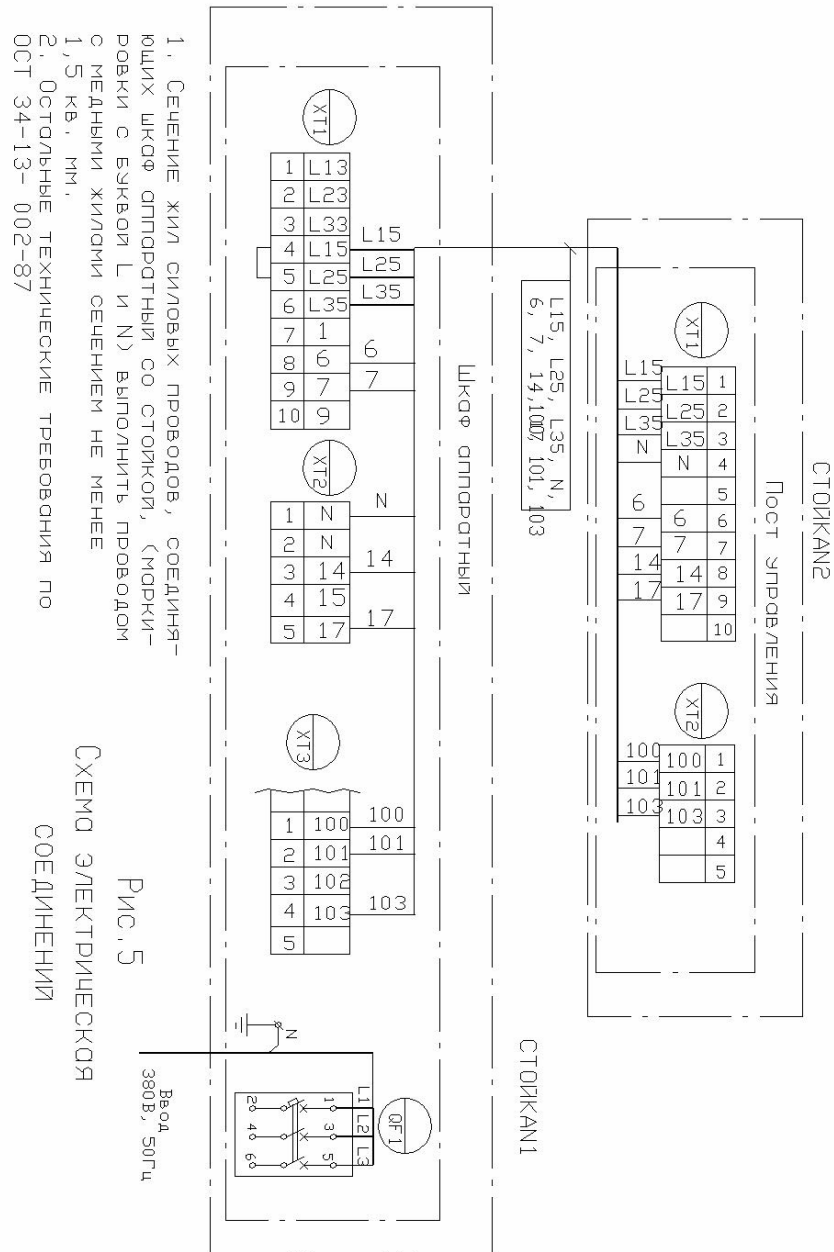 СТОЙКАN2
Пост управления
XT1
L15 L15 1
L25 L25 2
L35 L35 3
N N 4
5
6 6 6
7 7 7
14 14 8
17 17 9
10
XT2
100 100 1
101 101 2
103 103 3
4
5
L15, L25, L35, N,
6, 7, 14, 101, 103
СТОЙКАN1
Шкаф аппаратный
XT1
1 L13
2 L23
3 L33
4 L15 L15
5 L25 L25
6 L35 L35
7 1
8 6 6
9 7 7
10 9
XT2
1 N N
2 N
3 14 14
4 15
5 17 17
XT3
1 100 100
2 101 101
3 102
4 103 103
5
QF1
L1 L2 L3
1 3 5
2 4 6
N
Ввод
380В, 50Гц
1. Сечение жил силовых проводов, соединя-
ющих шкаф аппаратный со стойкой, (марки-
ровки с буквой L и N) выполнить проводом
с медными жилами сечением не менее
1,5 кв. мм.
2. Остальные технические требования по
ОСТ 34-13- 002-87
Рис.5
Схема электрическая
соединений